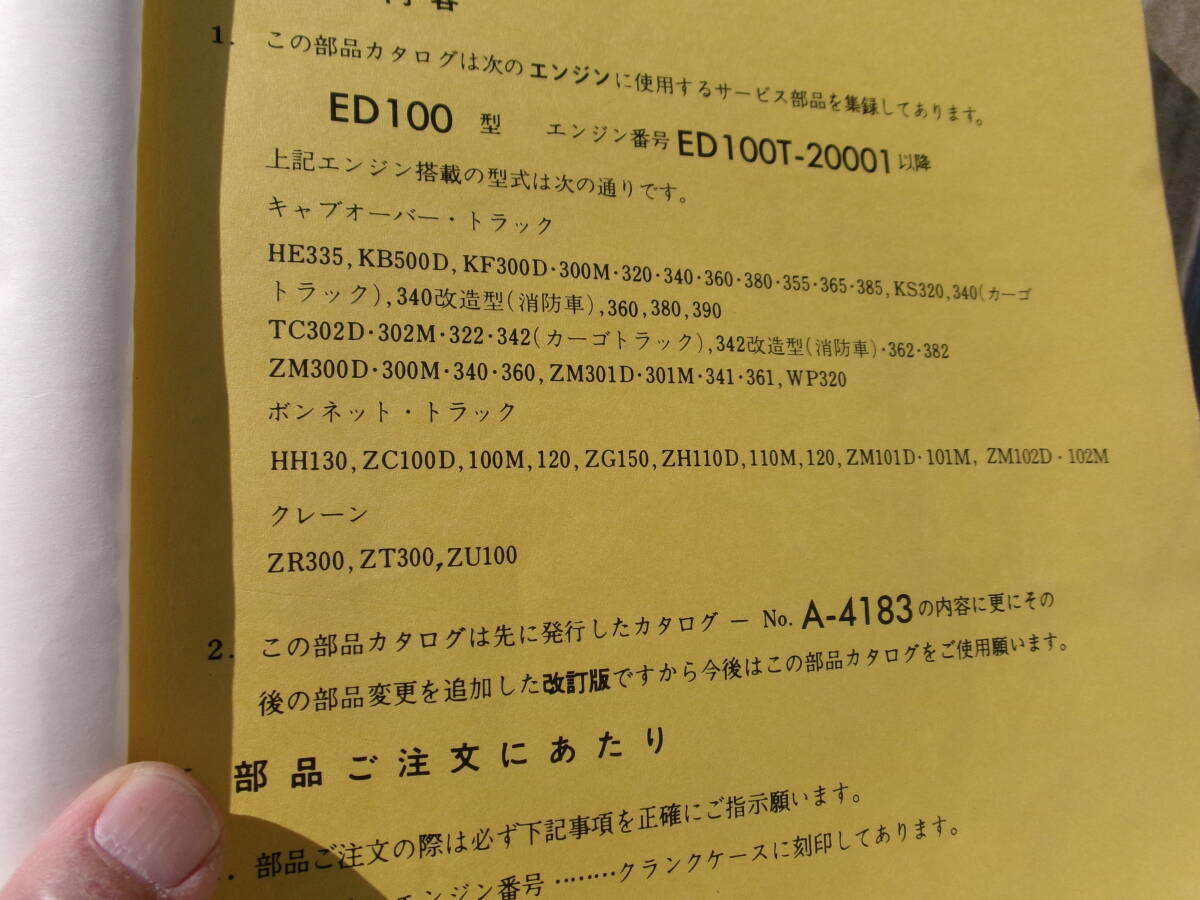 内容
1. この部品カタログは次のエンジンに使用するサービス部品を集録してあります。
ED100 型 エンジン番号 ED100T-20001 以降
上記エンジン搭載の型式は次の通りです。
キャブオーバー・トラック
HE335, KB500D, KF300D・300M・320・340・360・380・355・365・385, KS320, 340(カーゴ
トラック), 340改造型(消防車), 360, 380, 390
TC302D・302M・322・342(カーゴトラック), 342改造型(消防車)・362・382
ZM300D・300M・340・360, ZM301D・301M・341・361, WP320
ボンネット・トラック
HH130, ZC100D, 100M, 120, ZG150, ZH110D, 110M, 120, ZM101D・101M, ZM102D・102M
クレーン
ZR300, ZT300, ZU100
2. この部品カタログは先に発行したカタログ － No. A-4183 の内容に更にその
後の部品変更を追加した改訂版ですから今後はこの部品カタログをご使用願います。
部品ご注文にあたり
部品ご注文の際は必ず下記事項を正確にご指示願います。
エンジン番号 ………クランクケースに刻印してあります。